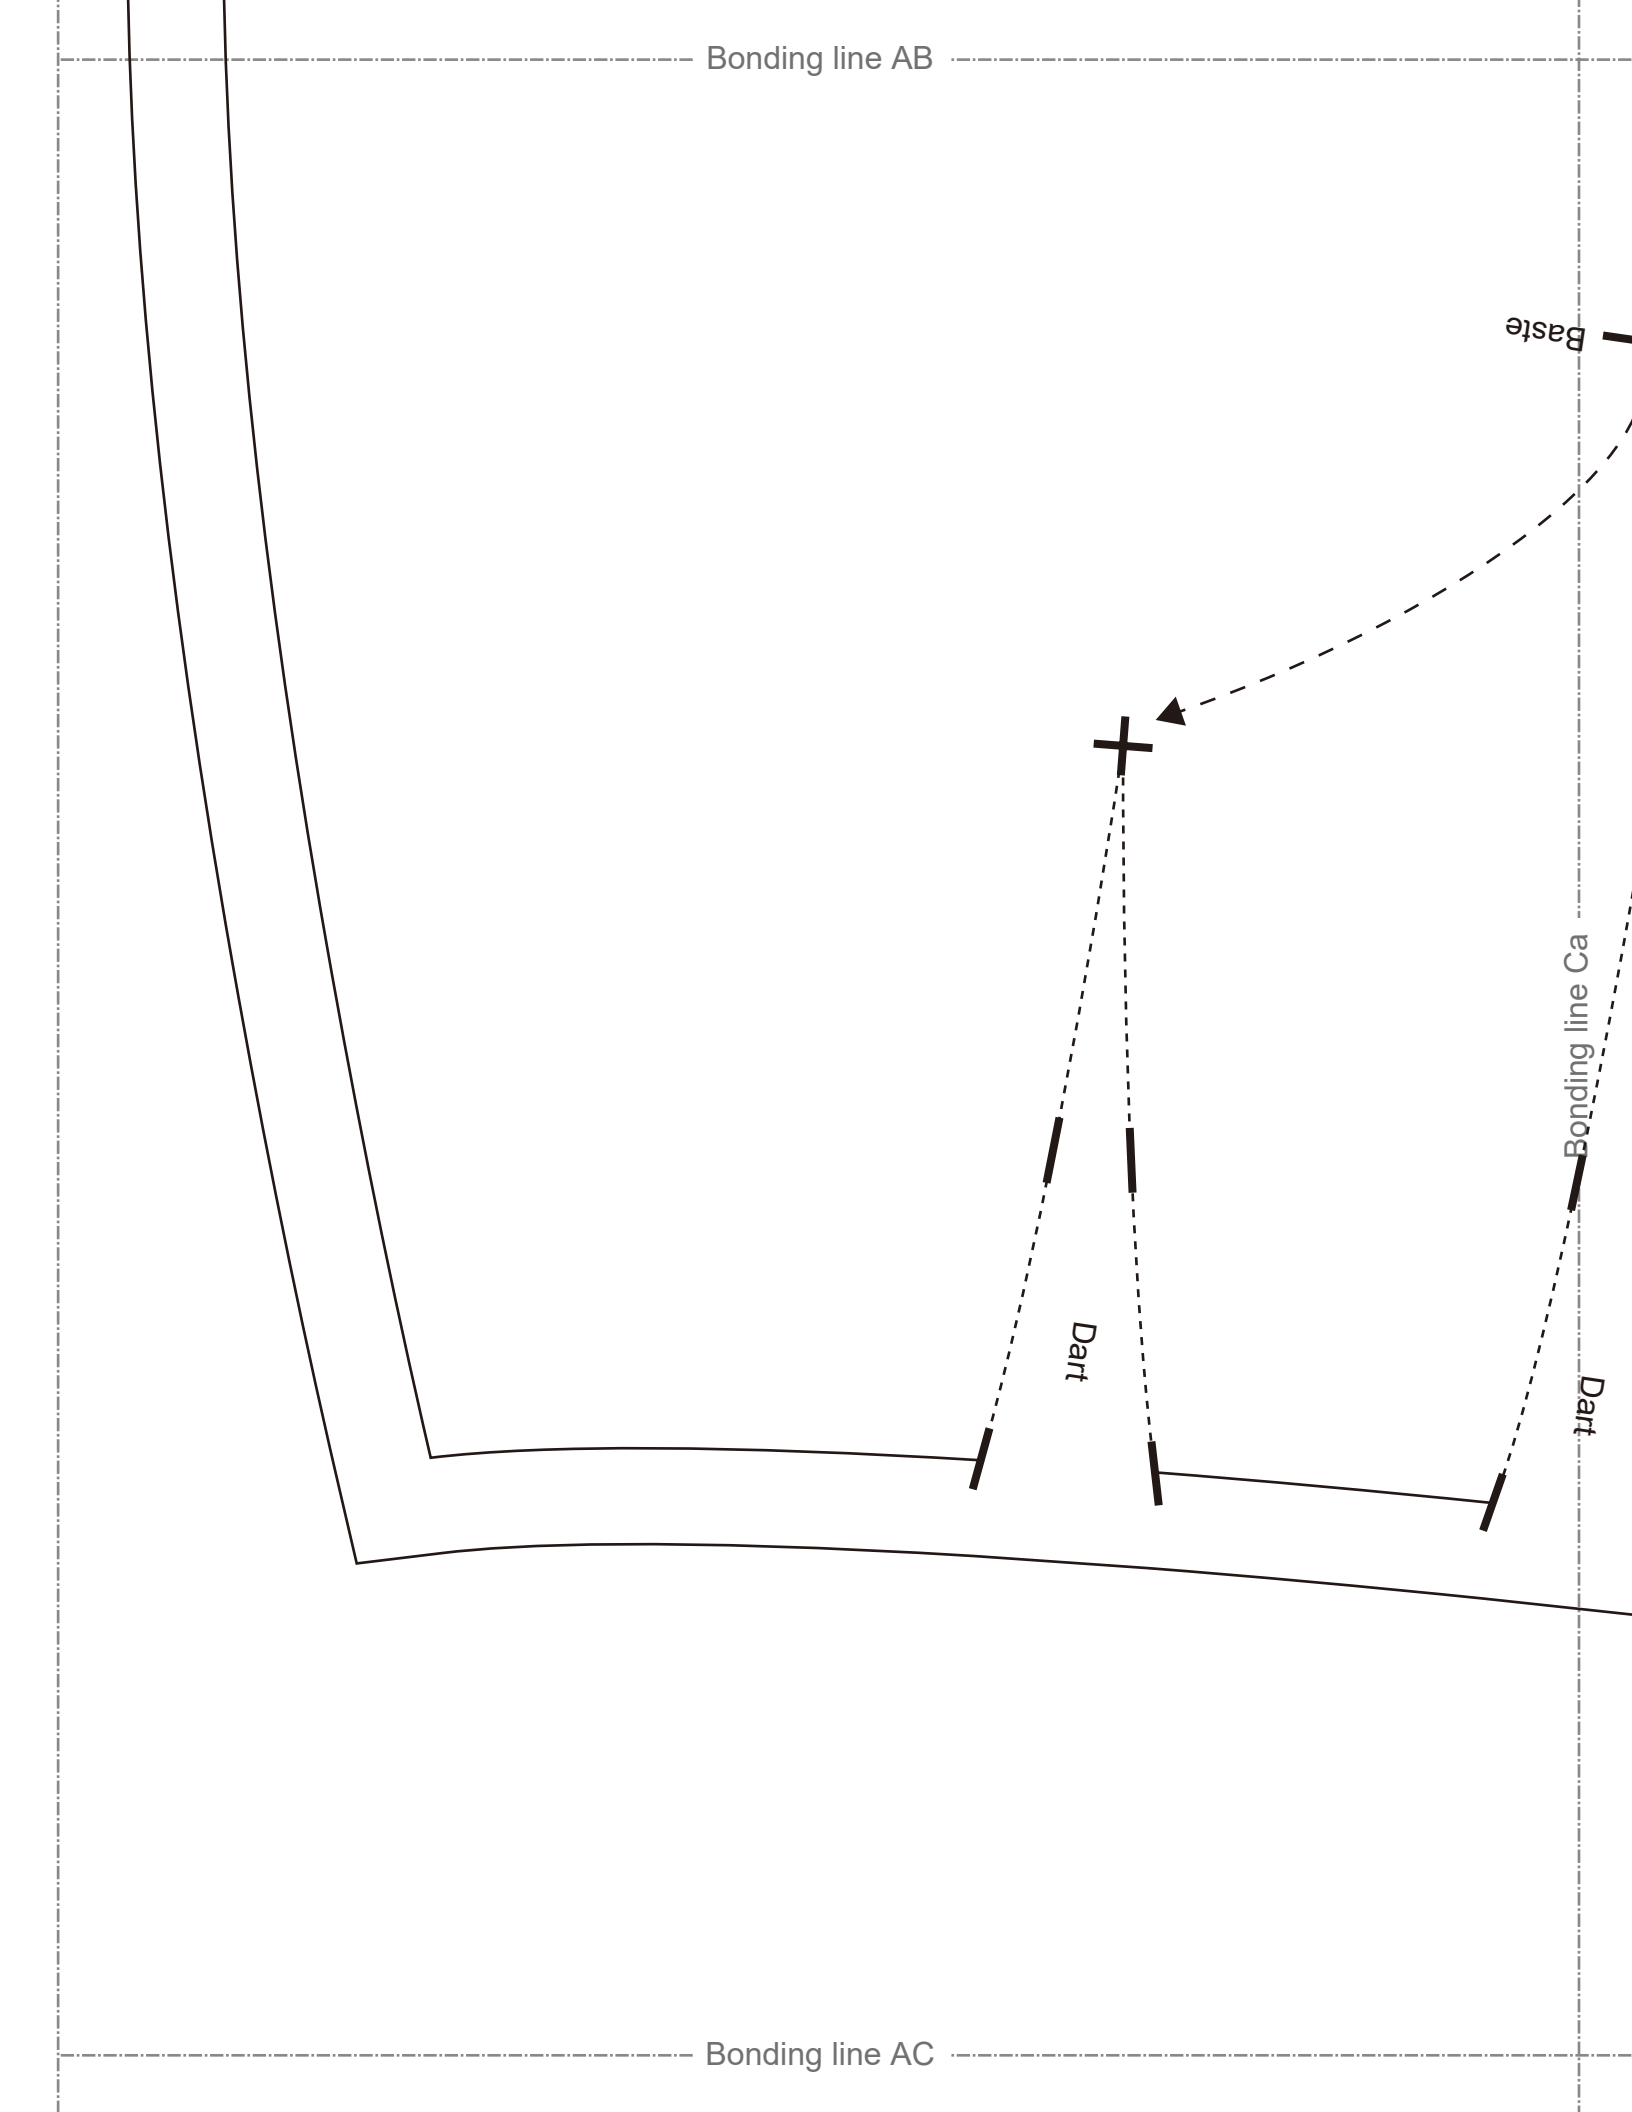 Bonding line AB
Baste
Bonding line Ca
Dart
Dart
Bonding line AC